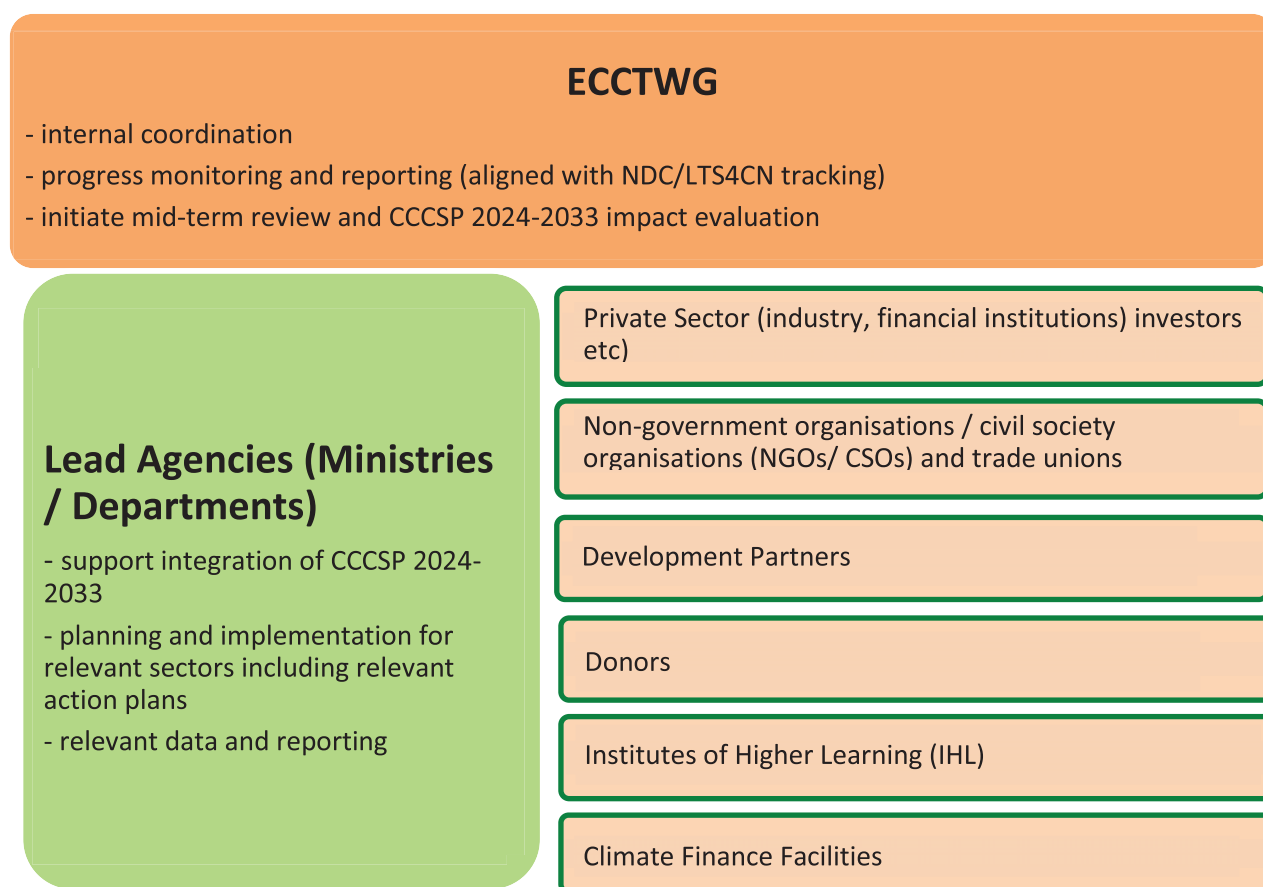 ECCTWG
- internal coordination
- progress monitoring and reporting (aligned with NDC/LTS4CN tracking)
- initiate mid-term review and CCCSP 2024-2033 impact evaluation
Lead Agencies (Ministries
/ Departments)
- support integration of CCCSP 2024-
2033
- planning and implementation for
relevant sectors including relevant
action plans
- relevant data and reporting
Private Sector (industry, financial institutions) investors
etc)
Non-government organisations / civil society
organisations (NGOs/ CSOs) and trade unions
Development Partners
Donors
Institutes of Higher Learning (IHL)
Climate Finance Facilities